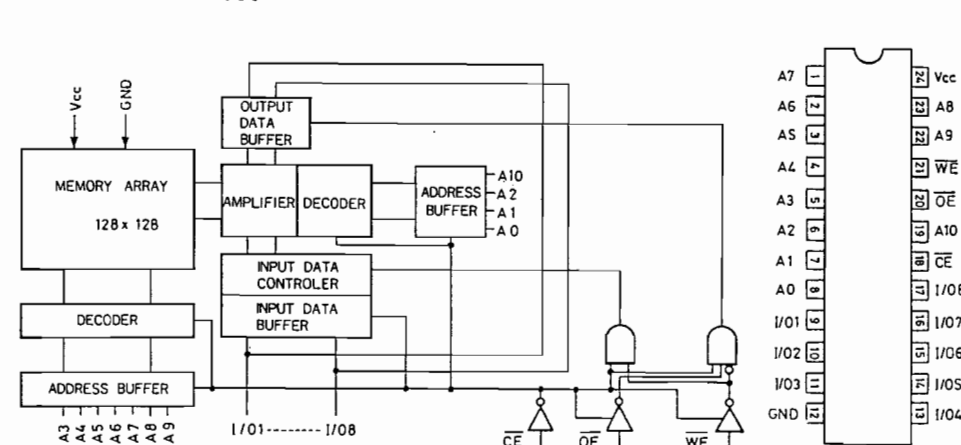 Vcc
GND
OUTPUT
DATA
BUFFER
MEMORY ARRAY
128 x 128
AMPLIFIER
DECODER
ADDRESS
BUFFER
A10
A2
A1
A0
INPUT DATA
CONTROLER
INPUT DATA
BUFFER
DECODER
ADDRESS BUFFER
A3
A4
A5
A6
A7
A8
A9
I/O1--------I/O8
CE
OE
WE
A7 1
A6 2
A5 3
A4 4
A3 5
A2 6
A1 7
A0 8
I/O1 9
I/O2 10
I/O3 11
GND 12
24 Vcc
23 A8
22 A9
21 WE
20 OE
19 A10
18 CE
17 I/O8
16 I/O7
15 I/O6
14 I/O5
13 I/O4